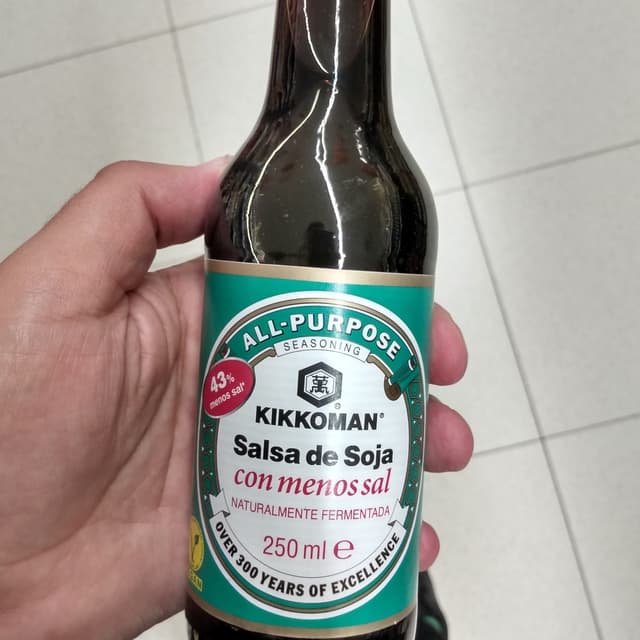 ALL-PURPOSE
SEASONING
43%
menos sal*
萬
KIKKOMAN®
Salsa de Soja
con menos sal
NATURALMENTE FERMENTADA
250 ml e
OVER 300 YEARS OF EXCELLENCE